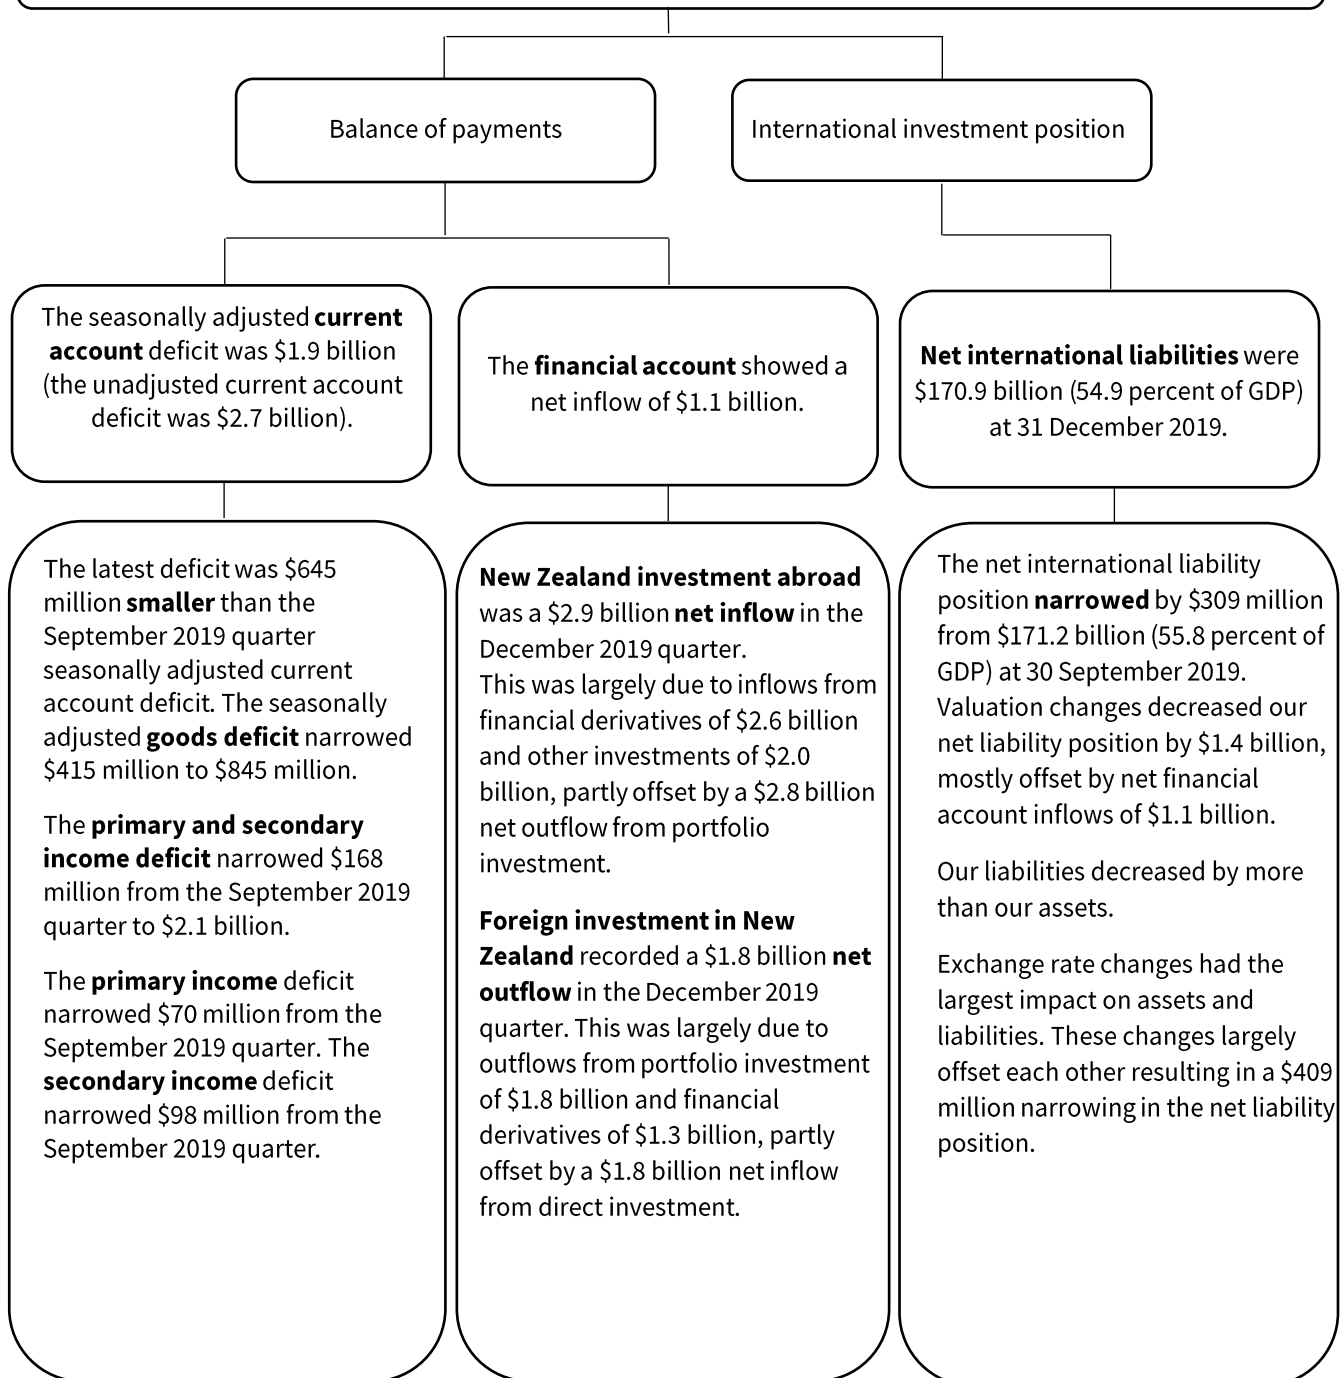 Balance of payments
International investment position
The seasonally adjusted current
account deficit was $1.9 billion
(the unadjusted current account
deficit was $2.7 billion).
The financial account showed a
net inflow of $1.1 billion.
Net international liabilities were
$170.9 billion (54.9 percent of GDP)
at 31 December 2019.
The latest deficit was $645
million smaller than the
September 2019 quarter
seasonally adjusted current
account deficit. The seasonally
adjusted goods deficit narrowed
$415 million to $845 million.
The primary and secondary
income deficit narrowed $168
million from the September 2019
quarter to $2.1 billion.
The primary income deficit
narrowed $70 million from the
September 2019 quarter. The
secondary income deficit
narrowed $98 million from the
September 2019 quarter.
New Zealand investment abroad
was a $2.9 billion net inflow in the
December 2019 quarter.
This was largely due to inflows from
financial derivatives of $2.6 billion
and other investments of $2.0
billion, partly offset by a $2.8 billion
net outflow from portfolio
investment.
Foreign investment in New
Zealand recorded a $1.8 billion net
outflow in the December 2019
quarter. This was largely due to
outflows from portfolio investment
of $1.8 billion and financial
derivatives of $1.3 billion, partly
offset by a $1.8 billion net inflow
from direct investment.
The net international liability
position narrowed by $309 million
from $171.2 billion (55.8 percent of
GDP) at 30 September 2019.
Valuation changes decreased our
net liability position by $1.4 billion,
mostly offset by net financial
account inflows of $1.1 billion.
Our liabilities decreased by more
than our assets.
Exchange rate changes had the
largest impact on assets and
liabilities. These changes largely
offset each other resulting in a $409
million narrowing in the net liability
position.